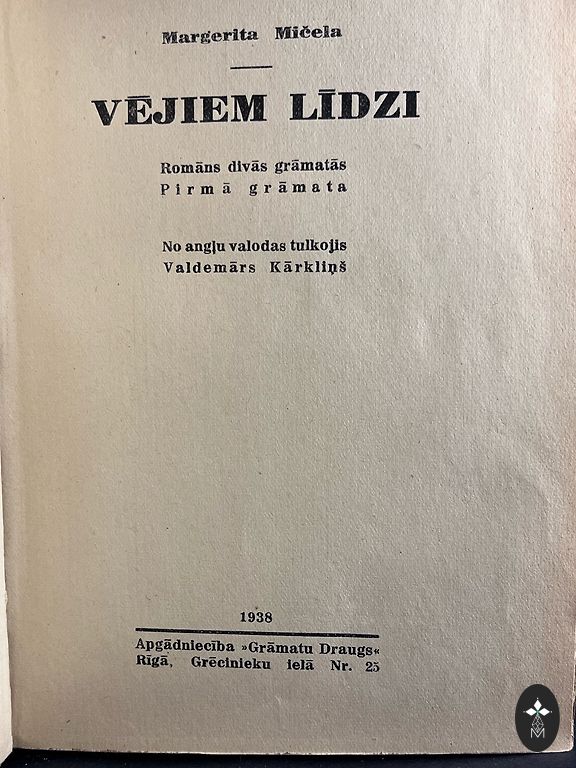 Margerita Mičela
VĒJIEM LĪDZI
Romāns divās grāmatās
Pirmā grāmata
No angļu valodas tulkojis
Valdemārs Kārkliņš
1938
Apgādniecība »Grāmatu Draugs«
Rīgā, Grēcinieku ielā Nr. 25
M